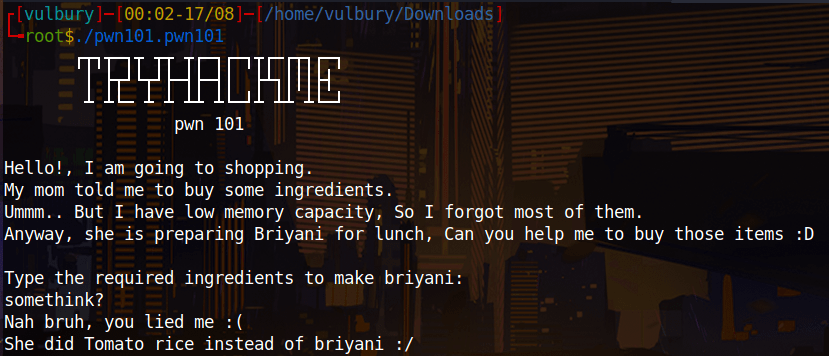 [vulbury]-[00:02-17/08]-[/home/vulbury/Downloads]
root$./pwn101.pwn101
TRYHACKME
pwn 101
Hello!, I am going to shopping.
My mom told me to buy some ingredients.
Ummm.. But I have low memory capacity, So I forgot most of them.
Anyway, she is preparing Briyani for lunch, Can you help me to buy those items :D
Type the required ingredients to make briyani:
somethink?
Nah bruh, you lied me :(
She did Tomato rice instead of briyani :/